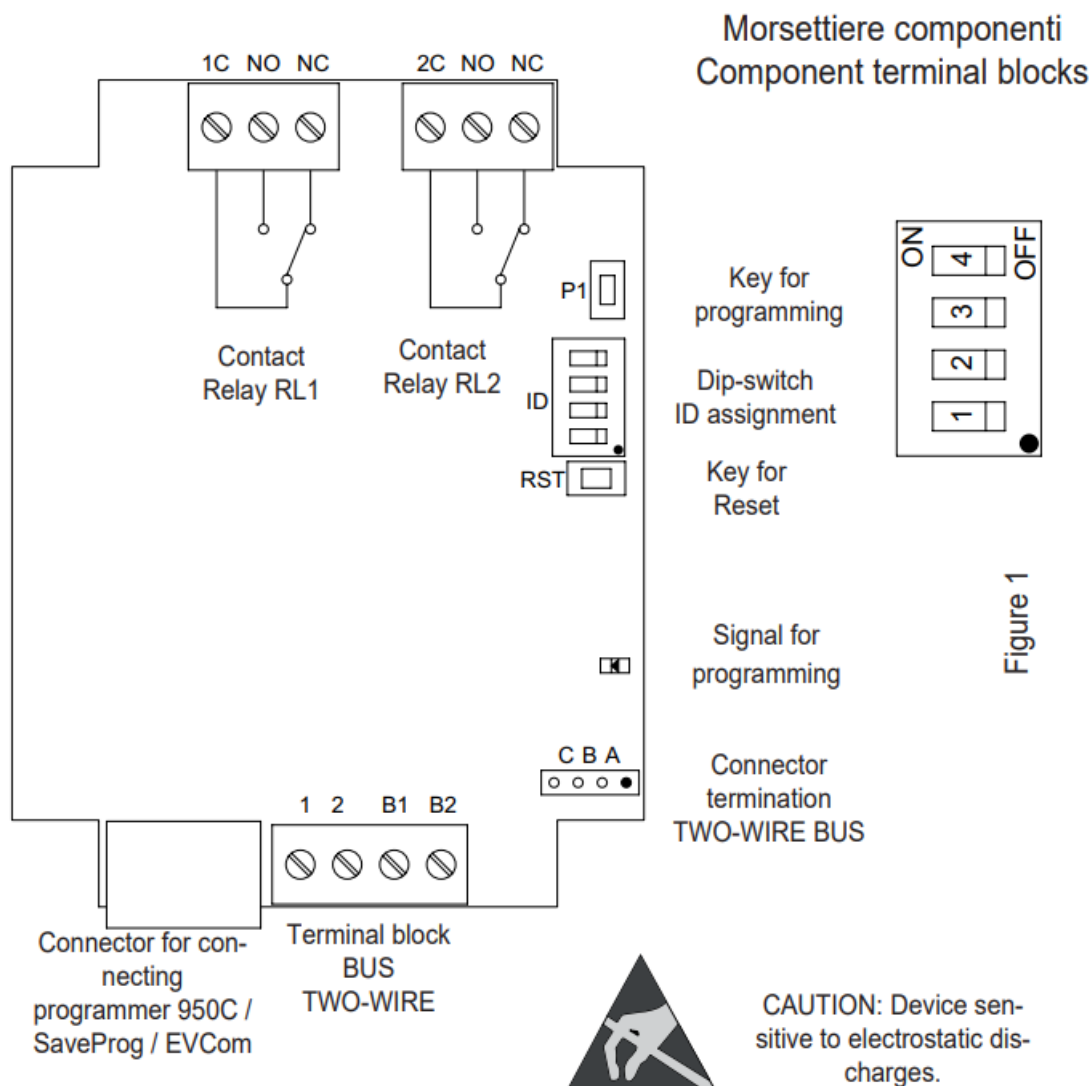 Morsettiere componenti
Component terminal blocks
1C NO NC
2C NO NC
Contact
Relay RL1
Contact
Relay RL2
P1
ID
RST
Key for
programming
Dip-switch
ID assignment
Key for
Reset
ON
OFF
4
3
2
1
Figure 1
Signal for
programming
C B A
Connector
termination
TWO-WIRE BUS
1 2 B1 B2
Connector for con-
necting
programmer 950C /
SaveProg / EVCom
Terminal block
BUS
TWO-WIRE
CAUTION: Device sen-
sitive to electrostatic dis-
charges.